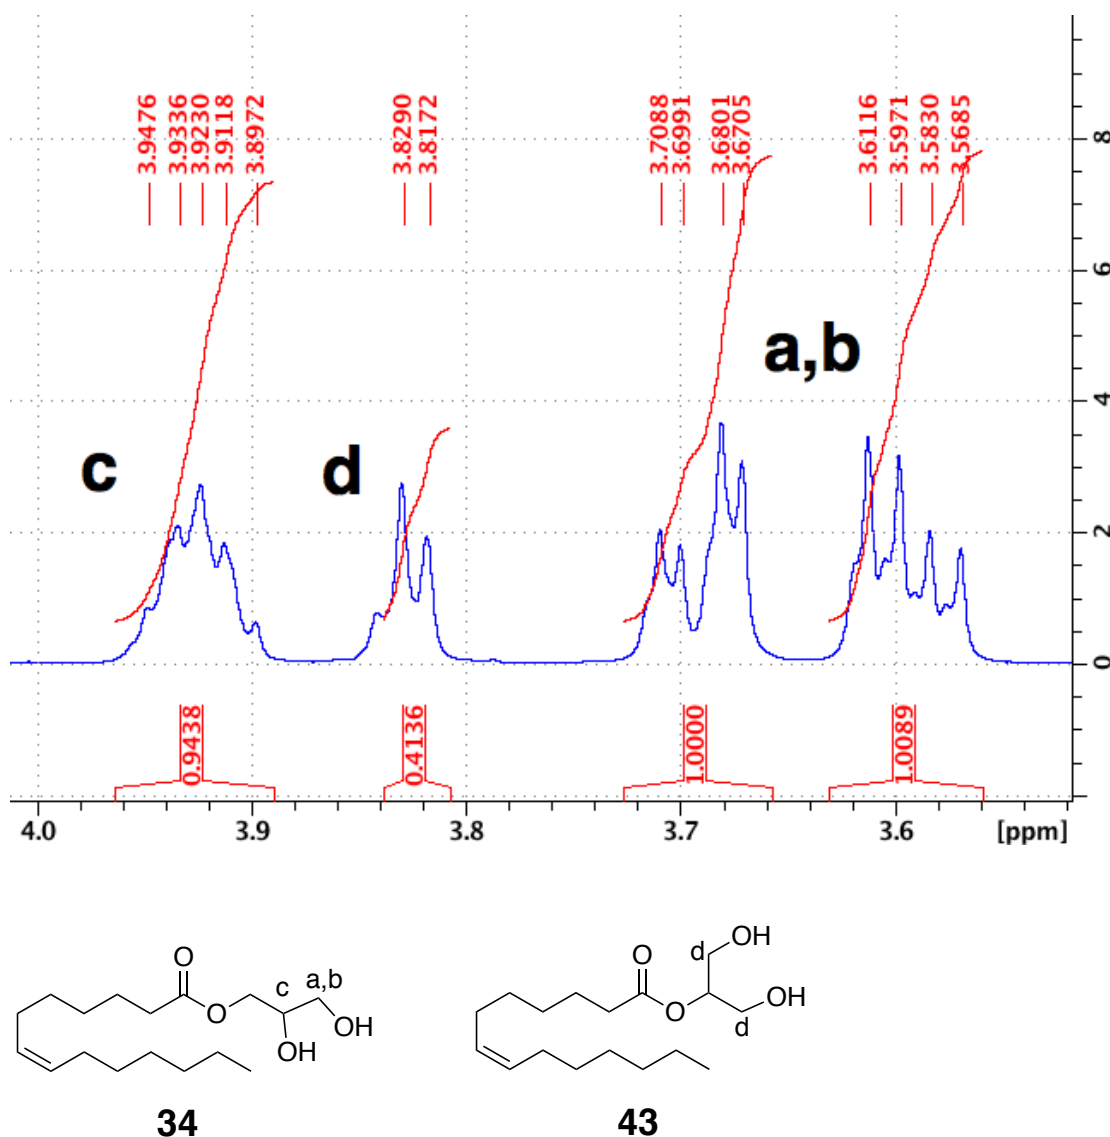 3.9476 3.9336 3.9230 3.9118 3.8972 3.8290 3.8172 3.7088 3.6991 3.6801 3.6705 3.6116 3.5971 3.5830 3.5685
8
6
a,b
4
c d
2
0
0.9438 0.4136 1.0000 1.0089
4.0 3.9 3.8 3.7 3.6 [ppm]
O O c a,b OH OH
O O d OH OH d
34 43